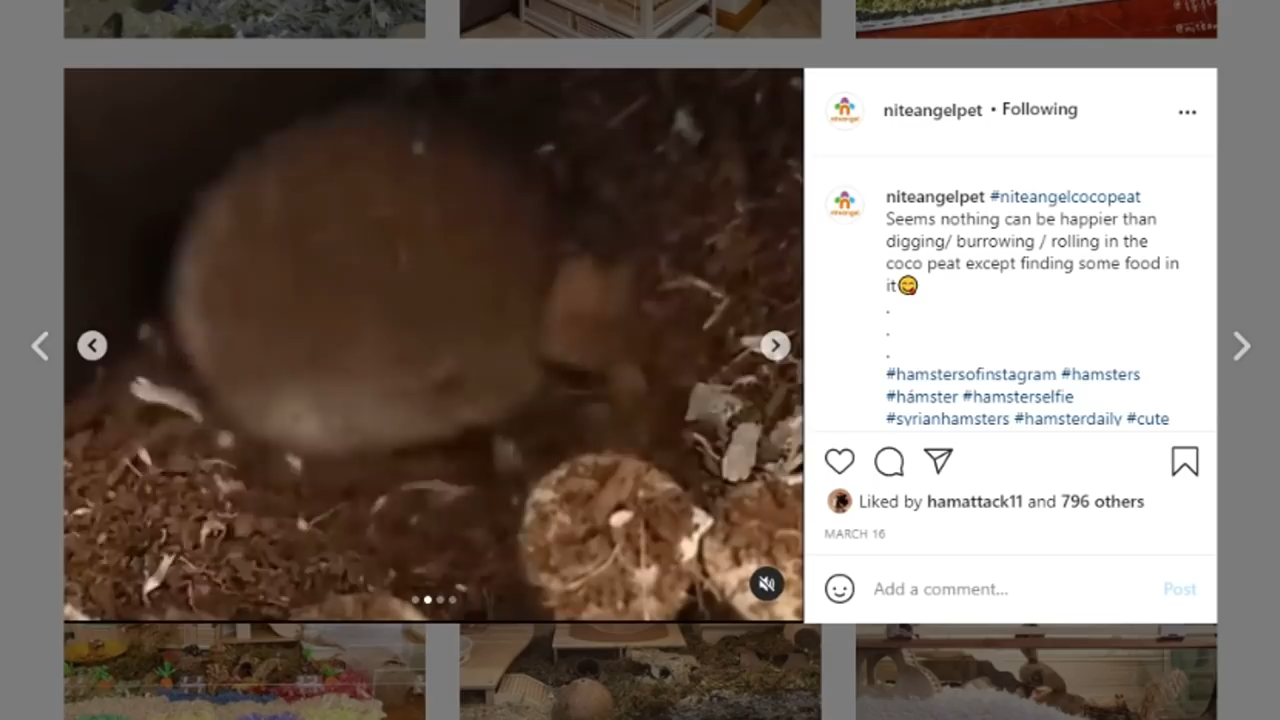 niteangelpet • Following
niteangelpet #niteangelcocopeat
Seems nothing can be happier than
digging/ burrowing / rolling in the
coco peat except finding some food in
it😋
.
.
.
#hamstersofinstagram #hamsters
#hámster #hamsterselfie
#syrianhamsters #hamsterdaily #cute
Liked by hamattack11 and 796 others
MARCH 16
Add a comment... Post